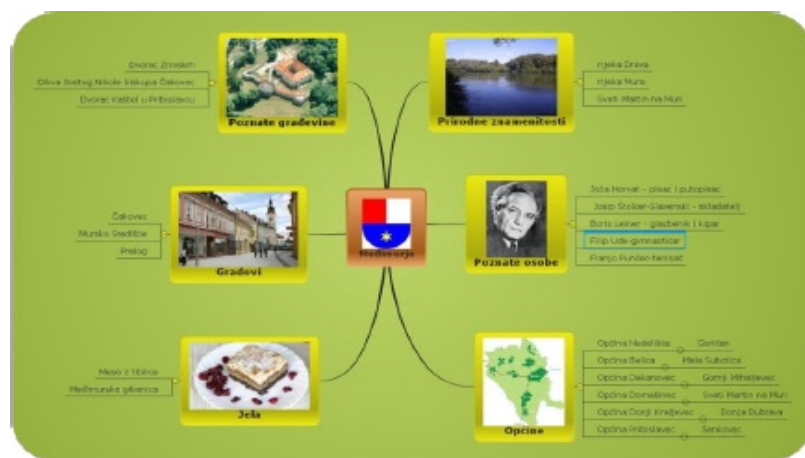 Dvorac Zrinskih
Crkva Svetog Nikole biskupa Čakovec
Dvorac Kaštel u Pribislavcu
Poznate građevine
rijeka Drava
rijeka Mura
Sveti Martin na Muri
Prirodne znamenitosti
Čakovec
Mursko Središće
Prelog
Gradovi
Međimurje
Joža Horvat - pisac i putopisac
Josip Štolcer-Slavenski - skladatelj
Boris Leiner - glazbenik i kipar
Filip Ude-gimnastičar
Franjo Punčec-tenisač
Poznate osobe
Meso z tiblice
Međimurska gibanica
Jela
Općina Nedelišće Goričan
Općina Belica Mala Subotica
Općina Dekanovec Gornji Mihaljevec
Općina Domašinec Sveti Martin na Muri
Općina Donji Kraljevec Donja Dubrava
Općina Pribislavec Šenkovec
Općine